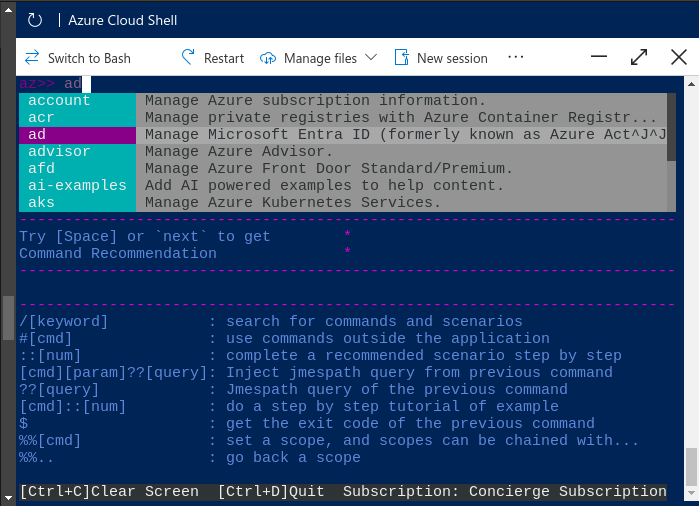 Azure Cloud Shell
Switch to Bash Restart Manage files New session ...
az>> ad
account Manage Azure subscription information.
acr Manage private registries with Azure Container Registr...
ad Manage Microsoft Entra ID (formerly known as Azure Act^J^J
advisor Manage Azure Advisor.
afd Manage Azure Front Door Standard/Premium.
ai-examples Add AI powered examples to help content.
aks Manage Azure Kubernetes Services.
---------------------------------------------------------------------------
Try [Space] or `next` to get *
Command Recommendation *
---------------------------------------------------------------------------
---------------------------------------------------------------------------
/[keyword] : search for commands and scenarios
#[cmd] : use commands outside the application
::[num] : complete a recommended scenario step by step
[cmd][param]??[query]: Inject jmespath query from previous command
??[query] : Jmespath query of the previous command
[cmd]::[num] : do a step by step tutorial of example
$ : get the exit code of the previous command
%%[cmd] : set a scope, and scopes can be chained with...
%%.. : go back a scope
[Ctrl+C]Clear Screen [Ctrl+D]Quit Subscription: Concierge Subscription